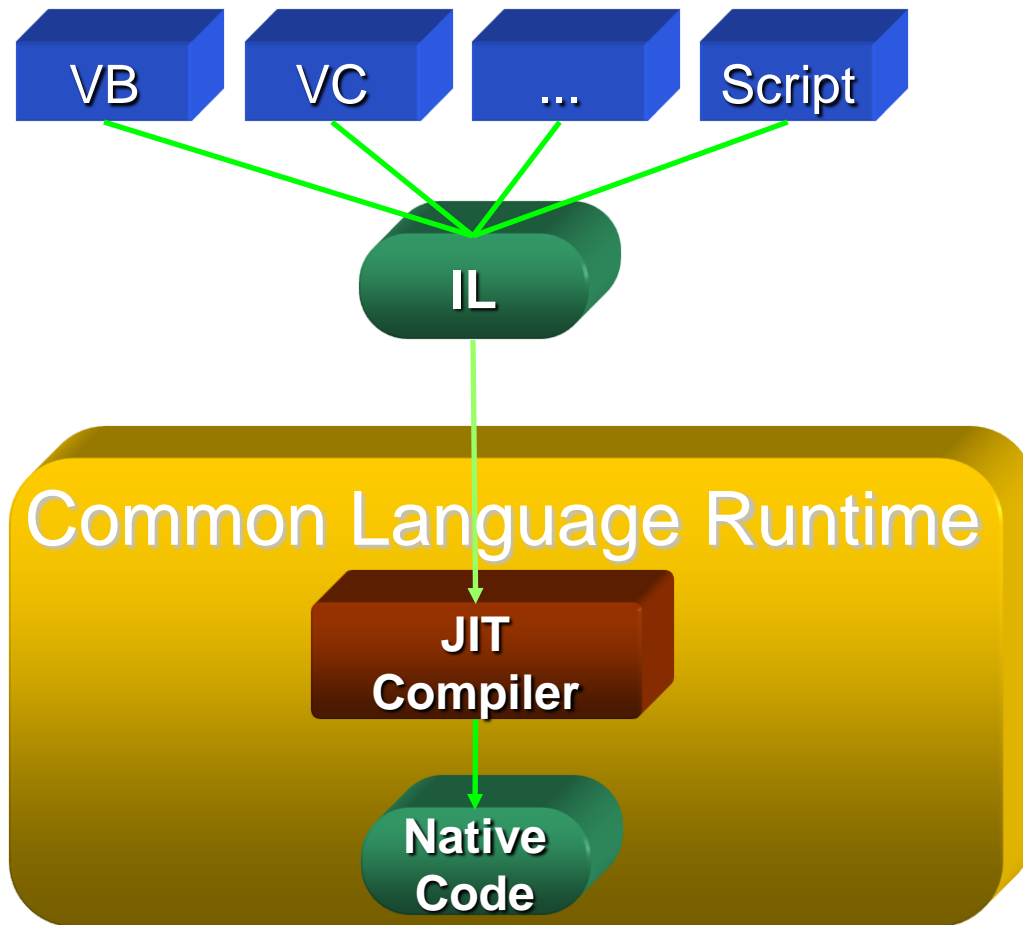 VB
VC
...
Script
IL
Common Language Runtime
JIT
Compiler
Native
Code